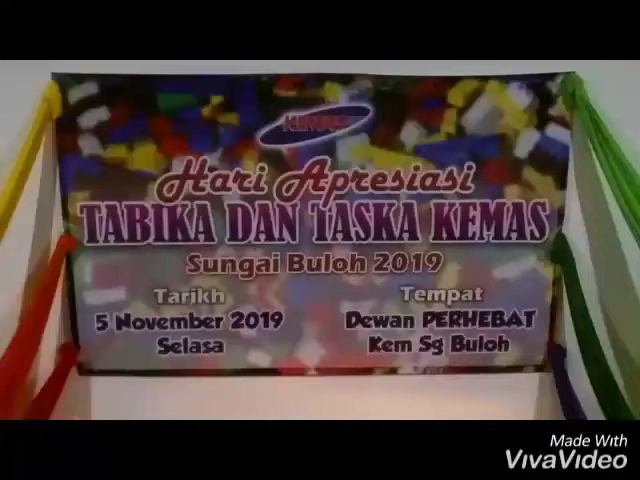 KEMAS
Hari Apresiasi
TABIKA DAN TASKA KEMAS
Sungai Buloh 2019
Tarikh
5 November 2019
Selasa
Tempat
Dewan PERHEBAT
Kem Sg Buloh
Made With
VivaVideo